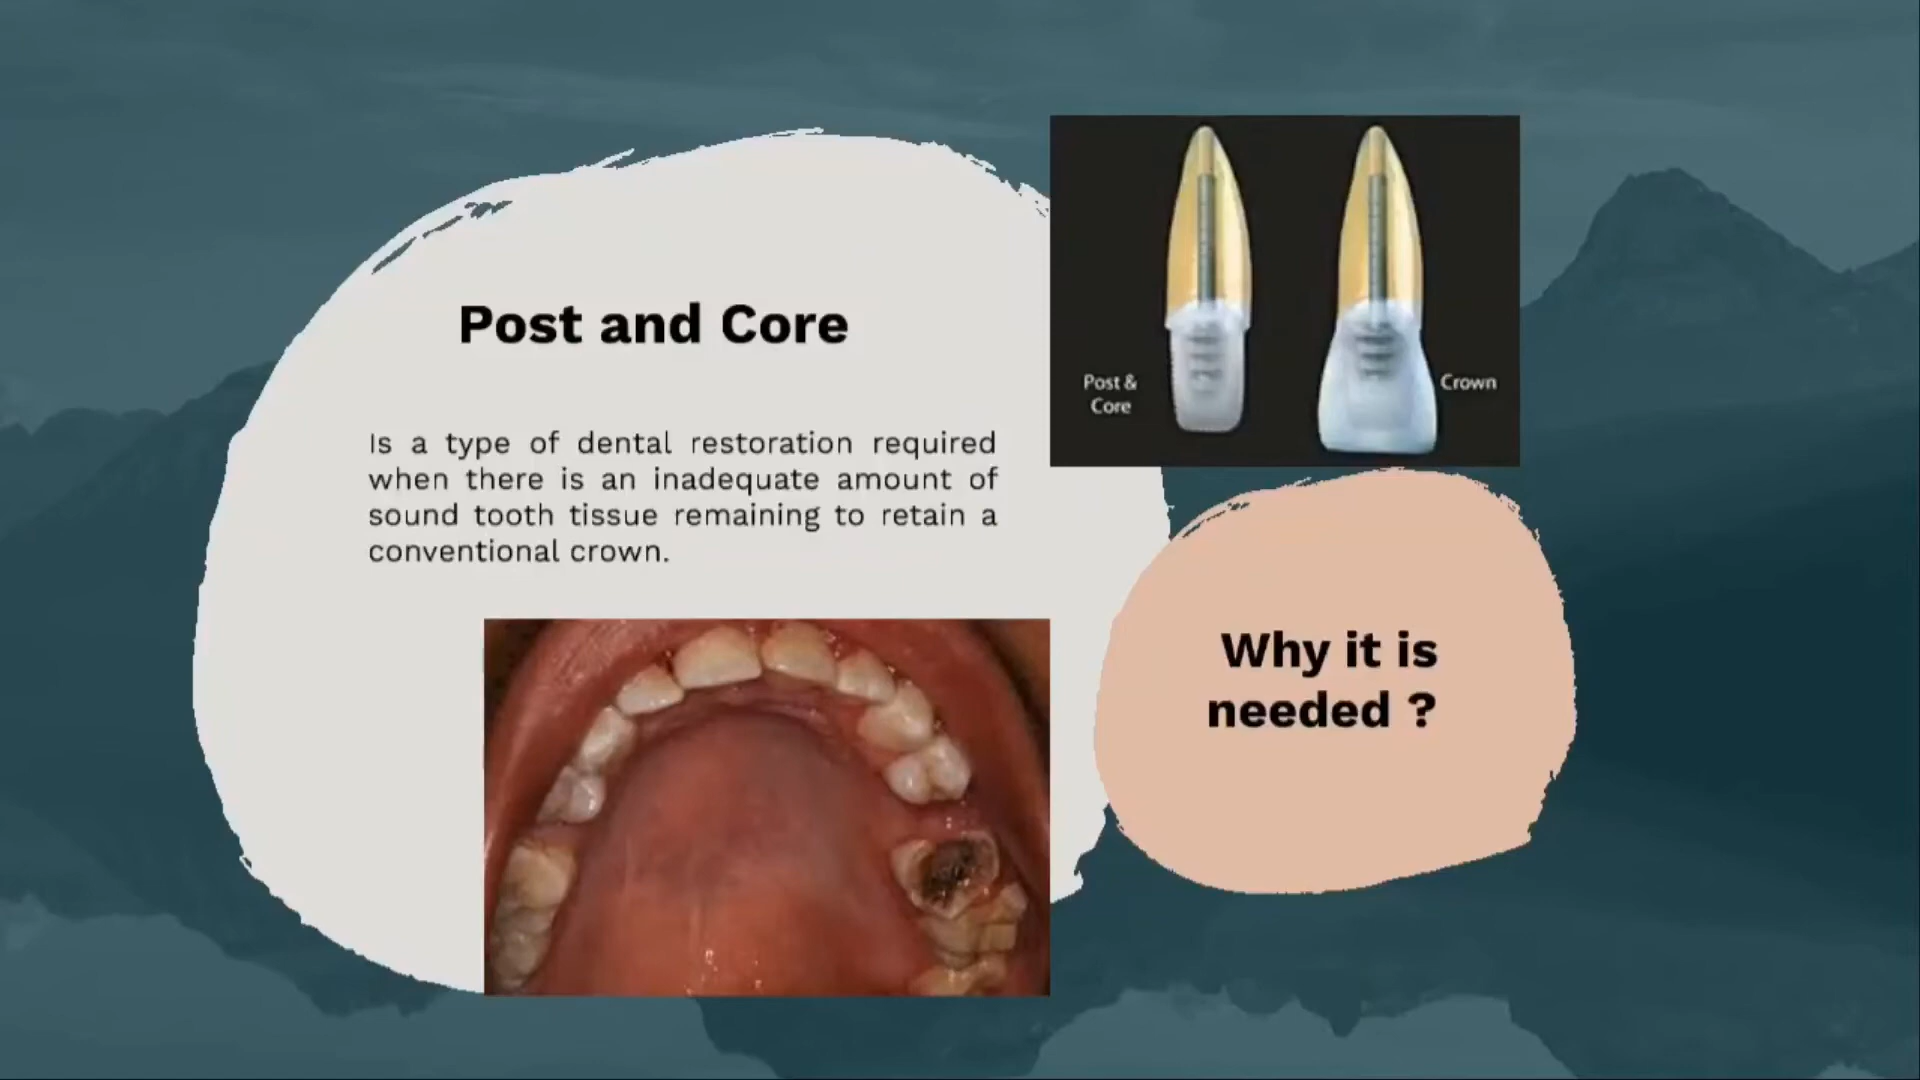 Post and Core
Is a type of dental restoration required
when there is an inadequate amount of
sound tooth tissue remaining to retain a
conventional crown.
Post &
Core
Crown
Why it is
needed ?